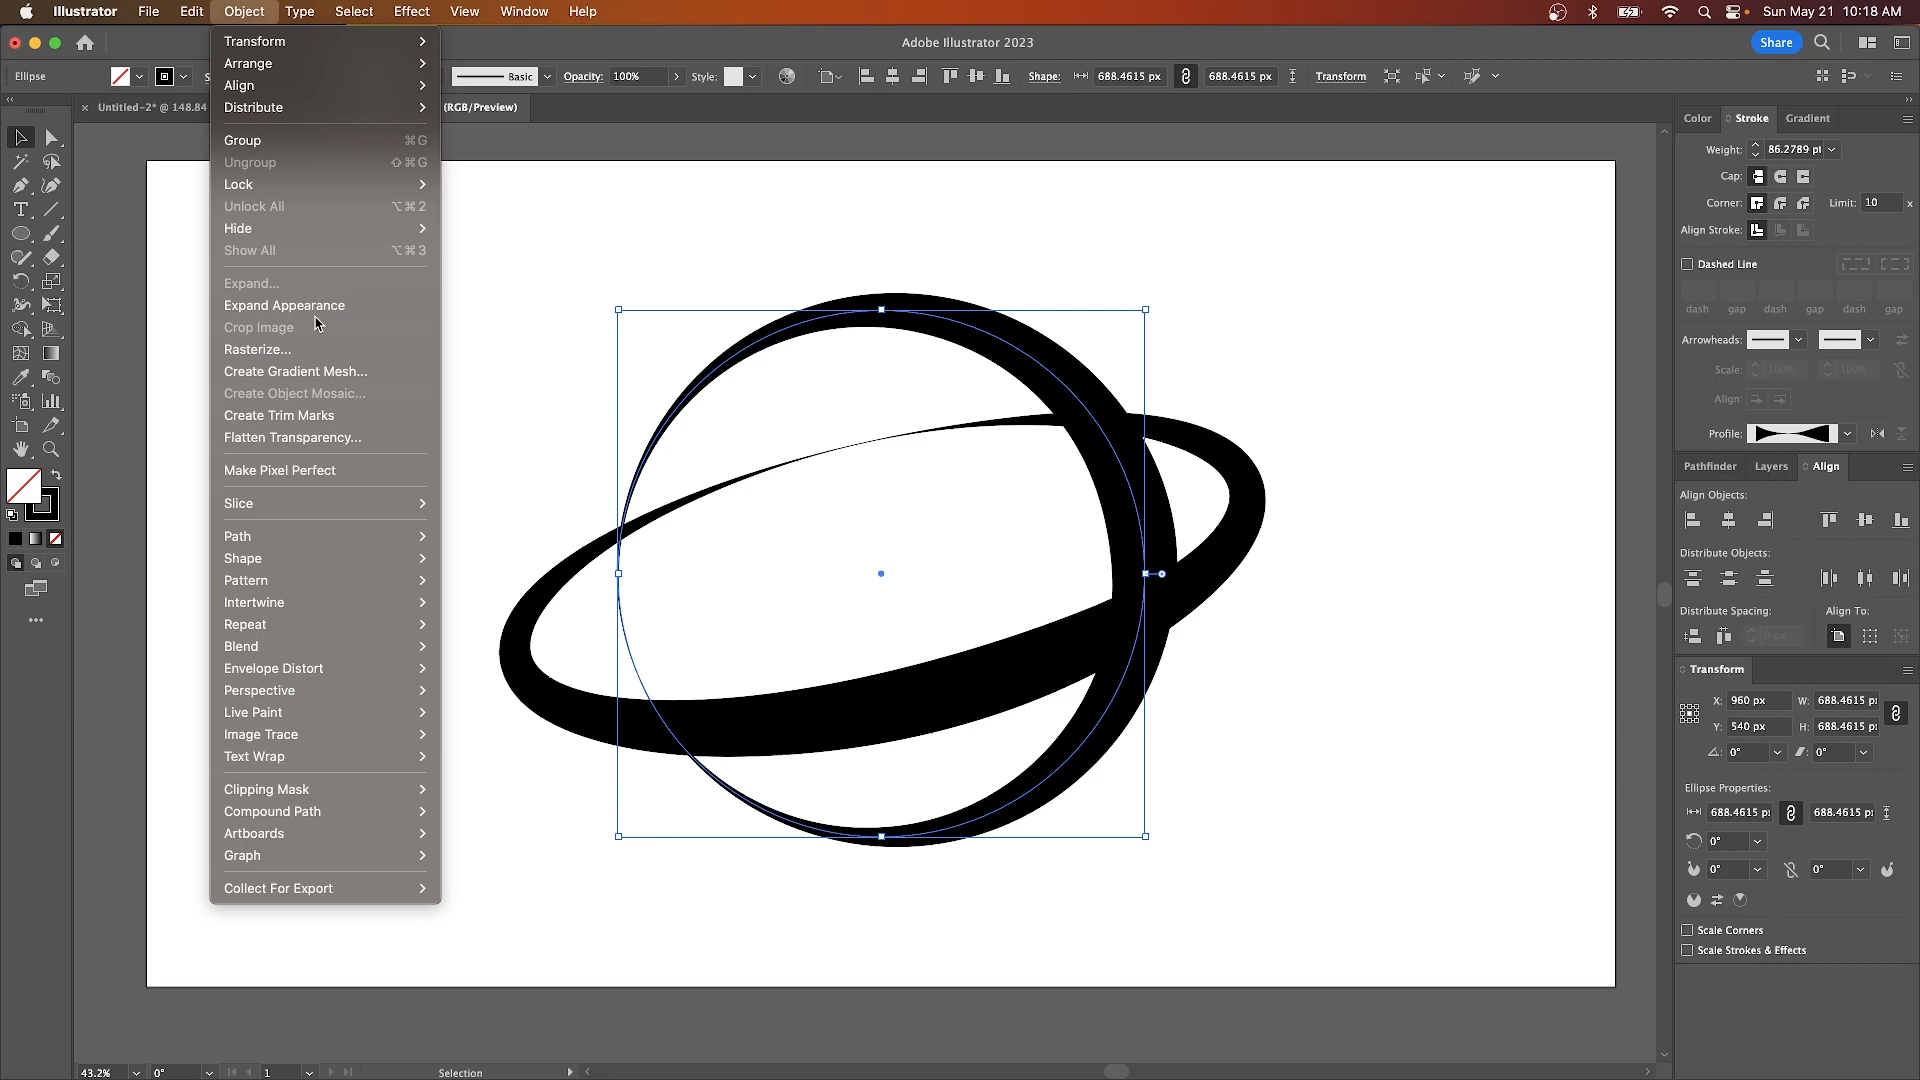 Illustrator File Edit Object Type Select Effect View Window Help
Sun May 21 10:18 AM
Adobe Illustrator 2023
Share
Ellipse
S
Basic
Opacity: 100%
Style:
Shape: 688.4615 px 688.4615 px
Transform
× Untitled-2* @ 148.84
(RGB/Preview)
Transform
Arrange
Align
Distribute
Group ⌘G
Ungroup ⇧⌘G
Lock
Unlock All ⌥⌘2
Hide
Show All ⌥⌘3
Expand...
Expand Appearance
Crop Image
Rasterize...
Create Gradient Mesh...
Create Object Mosaic...
Create Trim Marks
Flatten Transparency...
Make Pixel Perfect
Slice
Path
Shape
Pattern
Intertwine
Repeat
Blend
Envelope Distort
Perspective
Live Paint
Image Trace
Text Wrap
Clipping Mask
Compound Path
Artboards
Graph
Collect For Export
Color Stroke Gradient
Weight: 86.2789 pt
Cap:
Corner: Limit: 10 x
Align Stroke:
Dashed Line
dash gap dash gap dash gap
Arrowheads:
Scale: 100% 100%
Align:
Profile:
Pathfinder Layers Align
Align Objects:
Distribute Objects:
Distribute Spacing: Align To:
0 px
Transform
X: 960 px W: 688.4615 p
Y: 540 px H: 688.4615 p
0° 0°
Ellipse Properties:
688.4615 p 688.4615 p
0°
0° 0°
Scale Corners
Scale Strokes & Effects
43.2% 0° 1 Selection